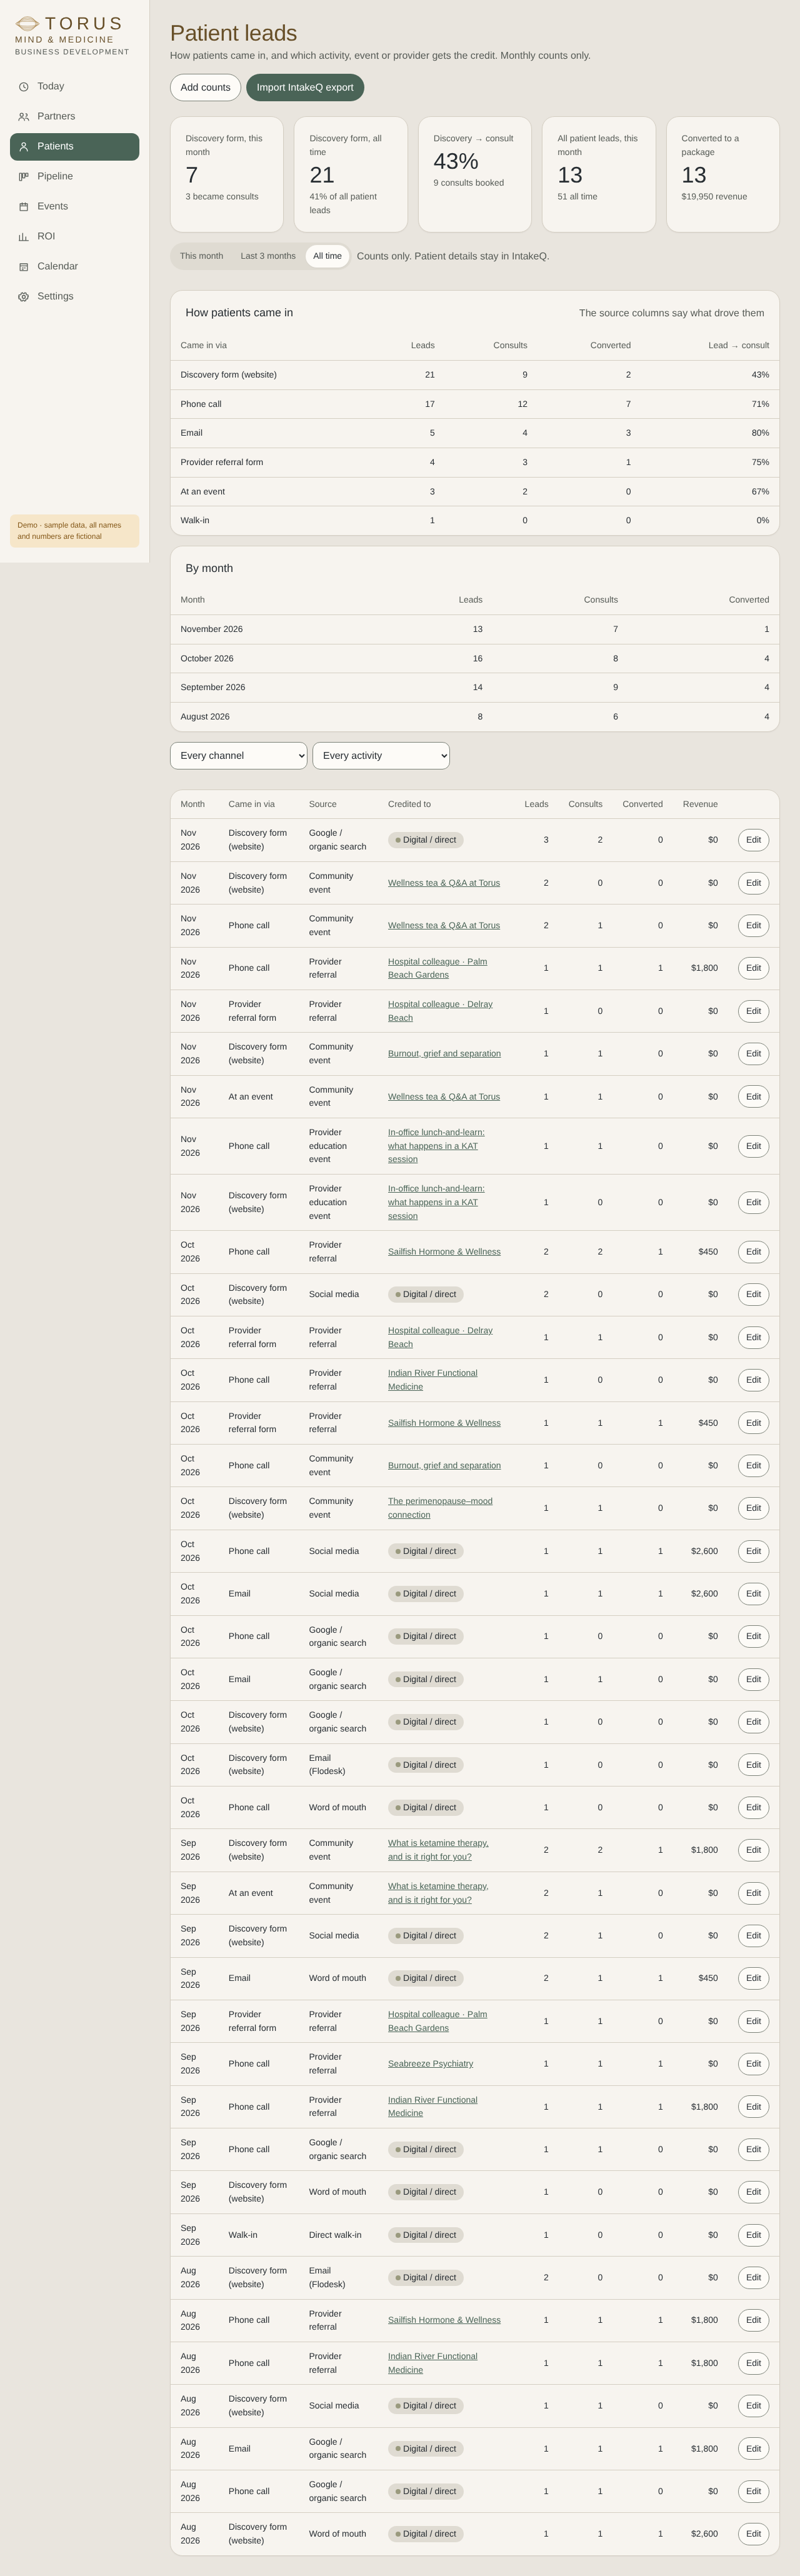 TORUS
MIND & MEDICINE
BUSINESS DEVELOPMENT
Today
Partners
Patients
Pipeline
Events
ROI
Calendar
Settings
Demo · sample data, all names
and numbers are fictional
Patient leads
How patients came in, and which activity, event or provider gets the credit. Monthly counts only.
Add counts
Import IntakeQ export
Discovery form, this
month
7
3 became consults
Discovery form, all
time
21
41% of all patient
leads
Discovery → consult
43%
9 consults booked
All patient leads, this
month
13
51 all time
Converted to a
package
13
$19,950 revenue
This month Last 3 months All time Counts only. Patient details stay in IntakeQ.
How patients came in The source columns say what drove them
Came in via Leads Consults Converted Lead → consult
Discovery form (website) 21 9 2 43%
Phone call 17 12 7 71%
Email 5 4 3 80%
Provider referral form 4 3 1 75%
At an event 3 2 0 67%
Walk-in 1 0 0 0%
By month
Month Leads Consults Converted
November 2026 13 7 1
October 2026 16 8 4
September 2026 14 9 4
August 2026 8 6 4
Every channel Every activity
Month Came in via Source Credited to Leads Consults Converted Revenue
Nov 2026 Discovery form (website) Google / organic search Digital / direct 3 2 0 $0 Edit
Nov 2026 Discovery form (website) Community event Wellness tea & Q&A at Torus 2 0 0 $0 Edit
Nov 2026 Phone call Community event Wellness tea & Q&A at Torus 2 1 0 $0 Edit
Nov 2026 Phone call Provider referral Hospital colleague · Palm Beach Gardens 1 1 1 $1,800 Edit
Nov 2026 Provider referral form Provider referral Hospital colleague · Delray Beach 1 0 0 $0 Edit
Nov 2026 Discovery form (website) Community event Burnout, grief and separation 1 1 0 $0 Edit
Nov 2026 At an event Community event Wellness tea & Q&A at Torus 1 1 0 $0 Edit
Nov 2026 Phone call Provider education event In-office lunch-and-learn: what happens in a KAT session 1 1 0 $0 Edit
Nov 2026 Discovery form (website) Provider education event In-office lunch-and-learn: what happens in a KAT session 1 0 0 $0 Edit
Oct 2026 Phone call Provider referral Sailfish Hormone & Wellness 2 2 1 $450 Edit
Oct 2026 Discovery form (website) Social media Digital / direct 2 0 0 $0 Edit
Oct 2026 Provider referral form Provider referral Hospital colleague · Delray Beach 1 1 0 $0 Edit
Oct 2026 Phone call Provider referral Indian River Functional Medicine 1 0 0 $0 Edit
Oct 2026 Provider referral form Provider referral Sailfish Hormone & Wellness 1 1 1 $450 Edit
Oct 2026 Phone call Community event Burnout, grief and separation 1 0 0 $0 Edit
Oct 2026 Discovery form (website) Community event The perimenopause–mood connection 1 1 0 $0 Edit
Oct 2026 Phone call Social media Digital / direct 1 1 1 $2,600 Edit
Oct 2026 Email Social media Digital / direct 1 1 1 $2,600 Edit
Oct 2026 Phone call Google / organic search Digital / direct 1 0 0 $0 Edit
Oct 2026 Email Google / organic search Digital / direct 1 1 0 $0 Edit
Oct 2026 Discovery form (website) Google / organic search Digital / direct 1 0 0 $0 Edit
Oct 2026 Discovery form (website) Email (Flodesk) Digital / direct 1 0 0 $0 Edit
Oct 2026 Phone call Word of mouth Digital / direct 1 0 0 $0 Edit
Sep 2026 Discovery form (website) Community event What is ketamine therapy, and is it right for you? 2 2 1 $1,800 Edit
Sep 2026 At an event Community event What is ketamine therapy, and is it right for you? 2 1 0 $0 Edit
Sep 2026 Discovery form (website) Social media Digital / direct 2 1 0 $0 Edit
Sep 2026 Email Word of mouth Digital / direct 2 1 1 $450 Edit
Sep 2026 Provider referral form Provider referral Hospital colleague · Palm Beach Gardens 1 1 0 $0 Edit
Sep 2026 Phone call Provider referral Seabreeze Psychiatry 1 1 1 $0 Edit
Sep 2026 Phone call Provider referral Indian River Functional Medicine 1 1 1 $1,800 Edit
Sep 2026 Phone call Google / organic search Digital / direct 1 1 0 $0 Edit
Sep 2026 Discovery form (website) Word of mouth Digital / direct 1 0 0 $0 Edit
Sep 2026 Walk-in Direct walk-in Digital / direct 1 0 0 $0 Edit
Aug 2026 Discovery form (website) Email (Flodesk) Digital / direct 2 0 0 $0 Edit
Aug 2026 Phone call Provider referral Sailfish Hormone & Wellness 1 1 1 $1,800 Edit
Aug 2026 Phone call Provider referral Indian River Functional Medicine 1 1 1 $1,800 Edit
Aug 2026 Discovery form (website) Social media Digital / direct 1 1 0 $0 Edit
Aug 2026 Email Google / organic search Digital / direct 1 1 1 $1,800 Edit
Aug 2026 Phone call Google / organic search Digital / direct 1 1 0 $0 Edit
Aug 2026 Discovery form (website) Word of mouth Digital / direct 1 1 1 $2,600 Edit